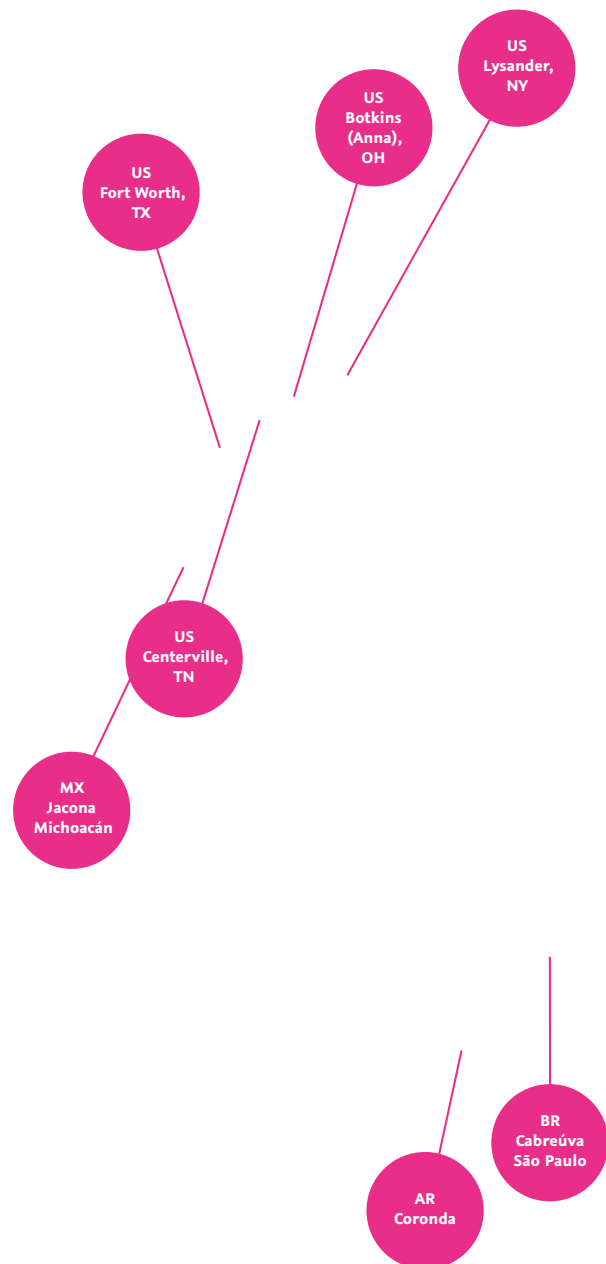 US
Lysander,
NY
US
Botkins
(Anna),
OH
US
Fort Worth,
TX
US
Centerville,
TN
MX
Jacona
Michoacán
BR
Cabreúva
São Paulo
AR
Coronda